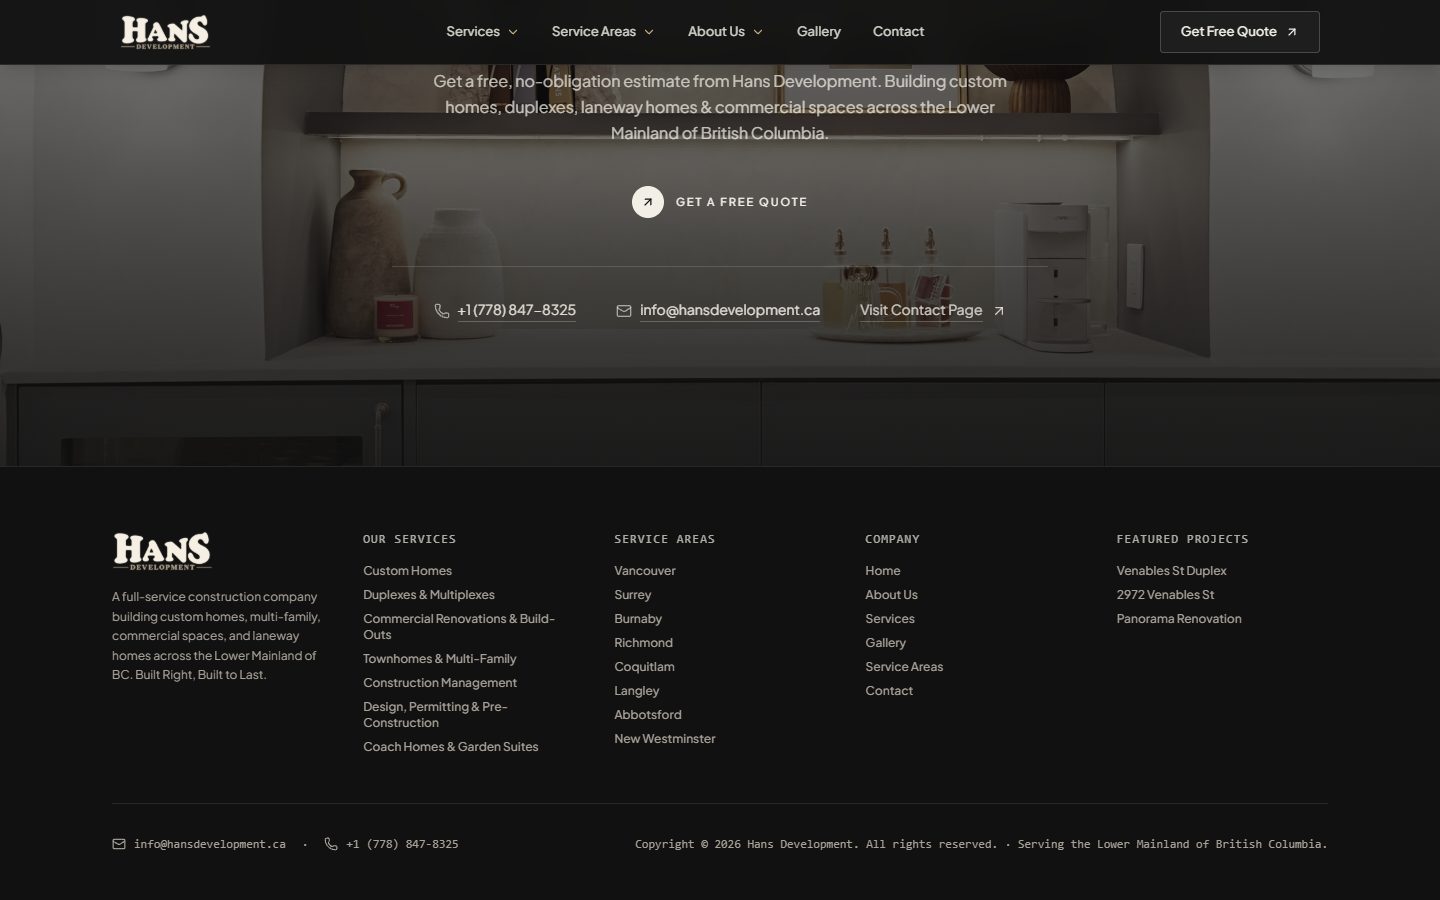 HANS
DEVELOPMENT
Services
Service Areas
About Us
Gallery
Contact
Get Free Quote
Get a free, no-obligation estimate from Hans Development. Building custom
homes, duplexes, laneway homes & commercial spaces across the Lower
Mainland of British Columbia.
GET A FREE QUOTE
+1 (778) 847-8325
info@hansdevelopment.ca
Visit Contact Page
HANS
DEVELOPMENT
A full-service construction company
building custom homes, multi-family,
commercial spaces, and laneway
homes across the Lower Mainland of
BC. Built Right, Built to Last.
OUR SERVICES
Custom Homes
Duplexes & Multiplexes
Commercial Renovations & Build-
Outs
Townhomes & Multi-Family
Construction Management
Design, Permitting & Pre-
Construction
Coach Homes & Garden Suites
SERVICE AREAS
Vancouver
Surrey
Burnaby
Richmond
Coquitlam
Langley
Abbotsford
New Westminster
COMPANY
Home
About Us
Services
Gallery
Service Areas
Contact
FEATURED PROJECTS
Venables St Duplex
2972 Venables St
Panorama Renovation
info@hansdevelopment.ca · +1 (778) 847-8325
Copyright © 2026 Hans Development. All rights reserved. · Serving the Lower Mainland of British Columbia.